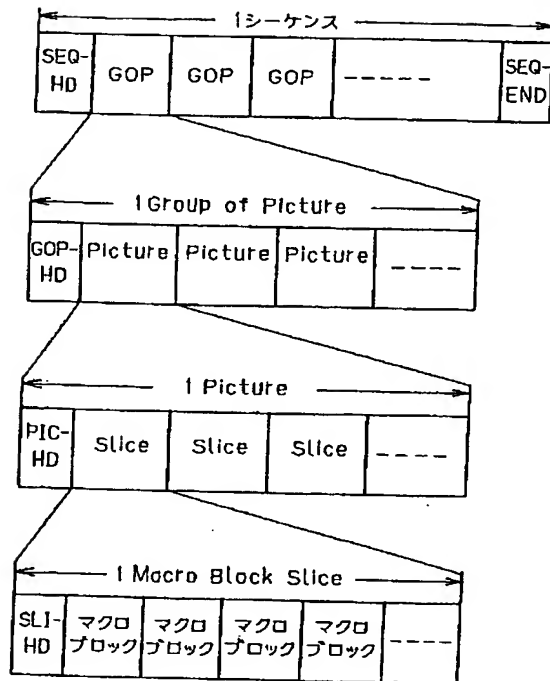 1シーケンス
SEQ-HD GOP GOP GOP ----- SEQ-END
1 Group of Picture
GOP-HD Picture Picture Picture ----
1 Picture
PIC-HD Slice Slice Slice ----
1 Macro Block Slice
SLI-HD マクロブロック マクロブロック マクロブロック マクロブロック ----